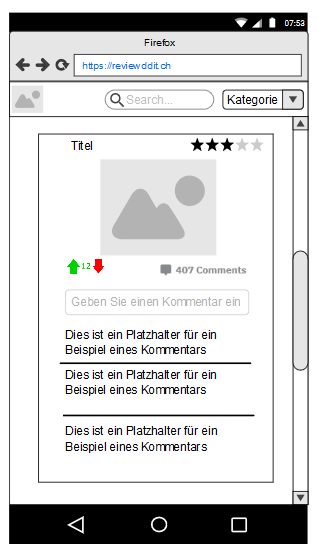 07:53
Firefox
https://reviewddit.ch
Search...
Kategorie
Titel
12
407 Comments
Geben Sie einen Kommentar ein
Dies ist ein Platzhalter für ein
Beispiel eines Kommentars
Dies ist ein Platzhalter für ein
Beispiel eines Kommentars
Dies ist ein Platzhalter für ein
Beispiel eines Kommentars